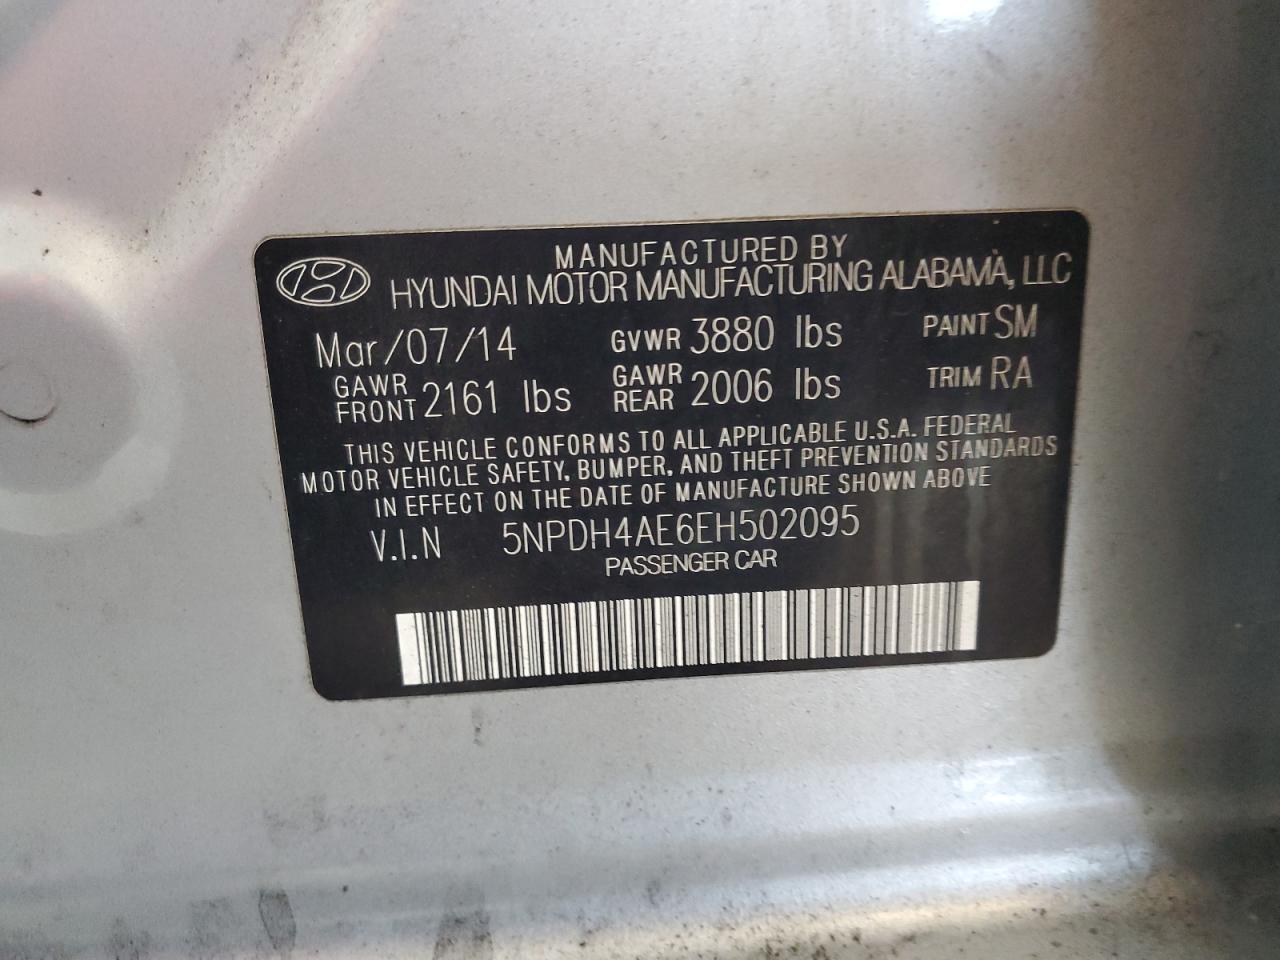 MANUFACTURED BY
HYUNDAI MOTOR MANUFACTURING ALABAMA, LLC
Mar/07/14 GVWR 3880 lbs PAINT SM
GAWR FRONT 2161 lbs GAWR REAR 2006 lbs TRIM RA
THIS VEHICLE CONFORMS TO ALL APPLICABLE U.S.A. FEDERAL
MOTOR VEHICLE SAFETY, BUMPER, AND THEFT PREVENTION STANDARDS
IN EFFECT ON THE DATE OF MANUFACTURE SHOWN ABOVE
V.I.N 5NPDH4AE6EH502095
PASSENGER CAR